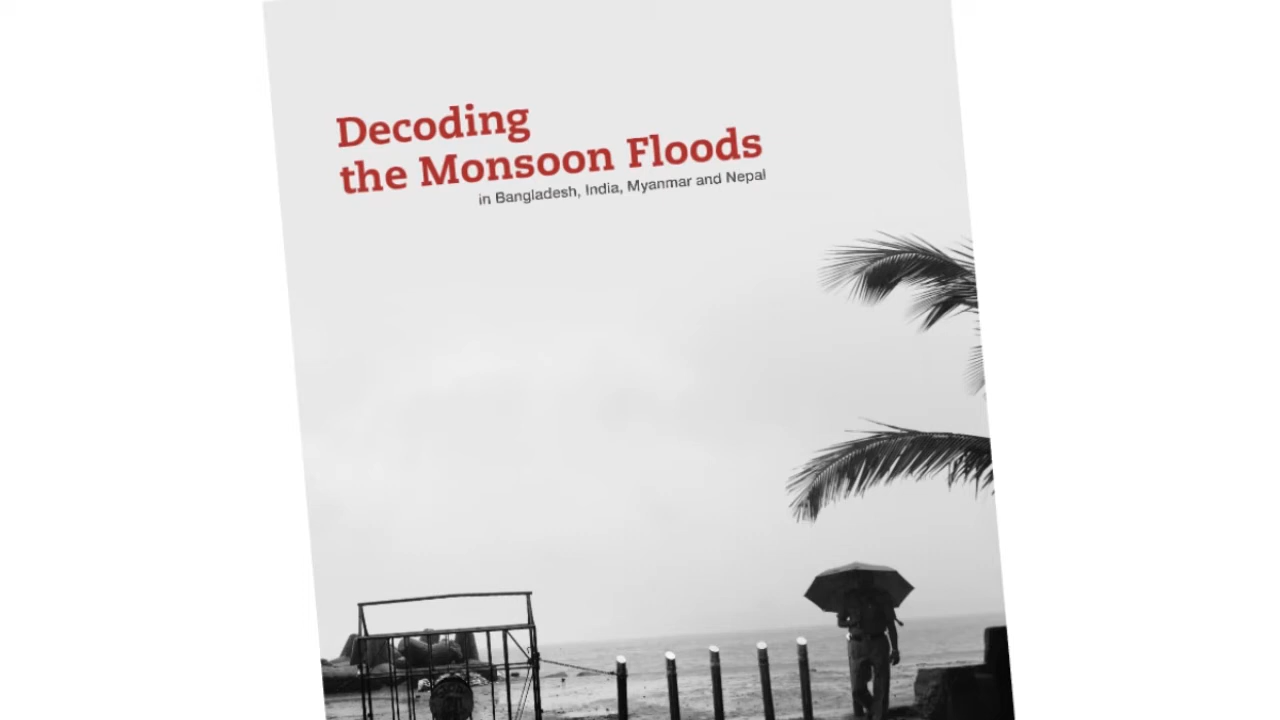 Decoding
the Monsoon Floods
in Bangladesh, India, Myanmar and Nepal